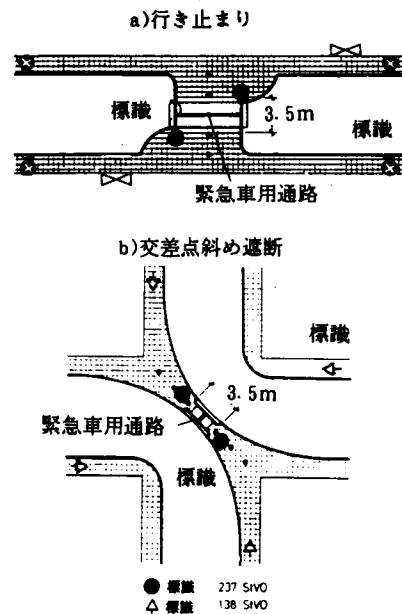 a)行き止まり
標識
3.5m
標識
緊急車用通路
b)交差点斜め遮断
標識
3.5m
緊急車用通路
標識
標識 237 StVO
標識 138 StVO